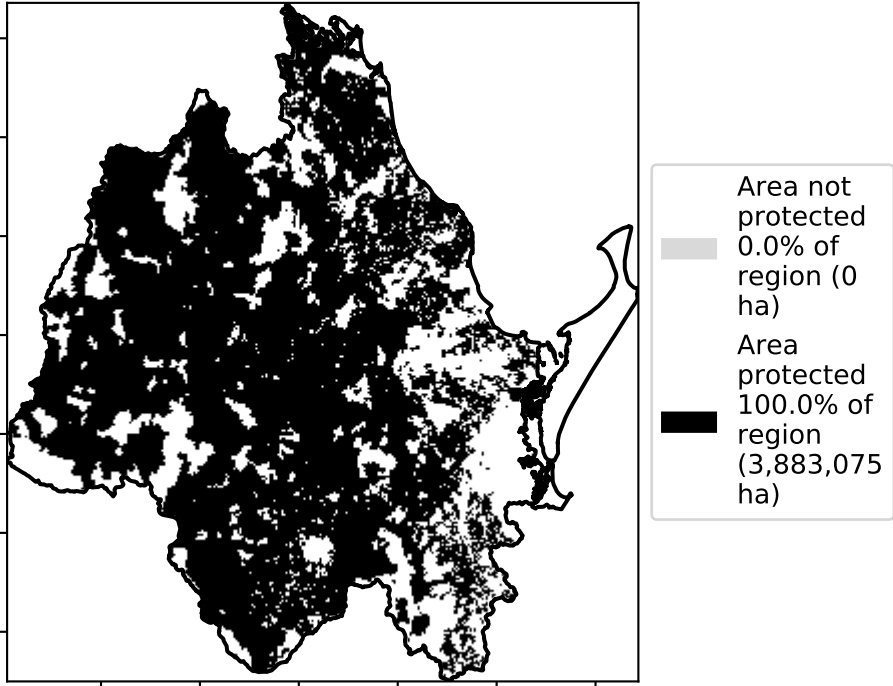 Area not
protected
0.0% of
region (0
ha)
Area
protected
100.0% of
region
(3,883,075
ha)